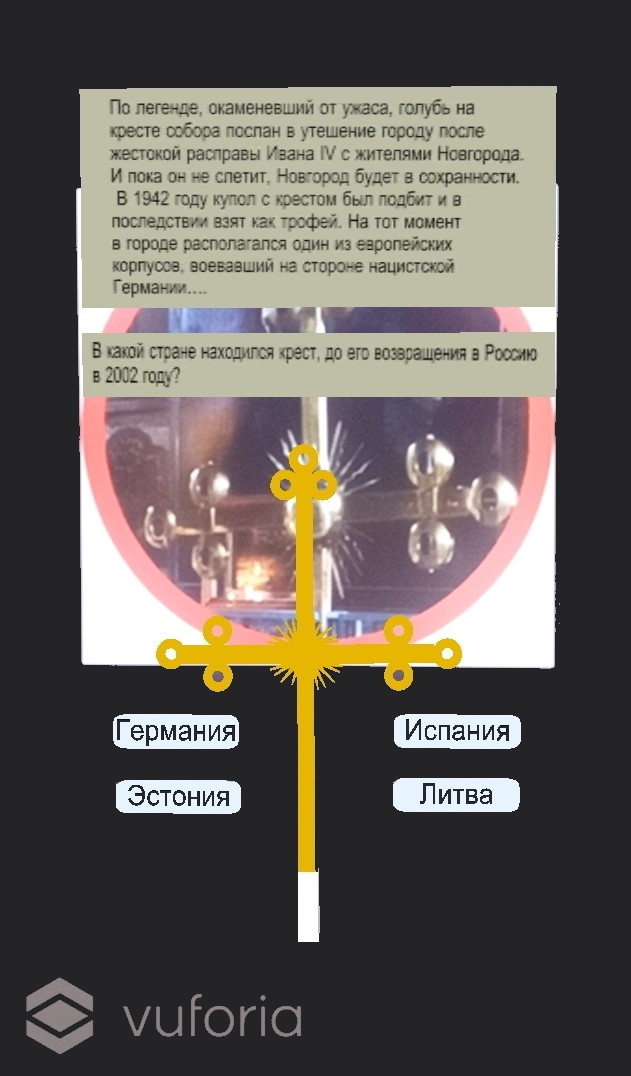 По легенде, окаменевший от ужаса, голубь на
кресте собора послан в утешение городу после
жестокой расправы Ивана IV с жителями Новгорода.
И пока он не слетит, Новгород будет в сохранности.
В 1942 году купол с крестом был подбит и в
последствии взят как трофей. На тот момент
в городе располагался один из европейских
корпусов, воевавший на стороне нацистской
Германии....
В какой стране находился крест, до его возвращения в Россию
в 2002 году?
Германия
Испания
Эстония
Литва
vuforia